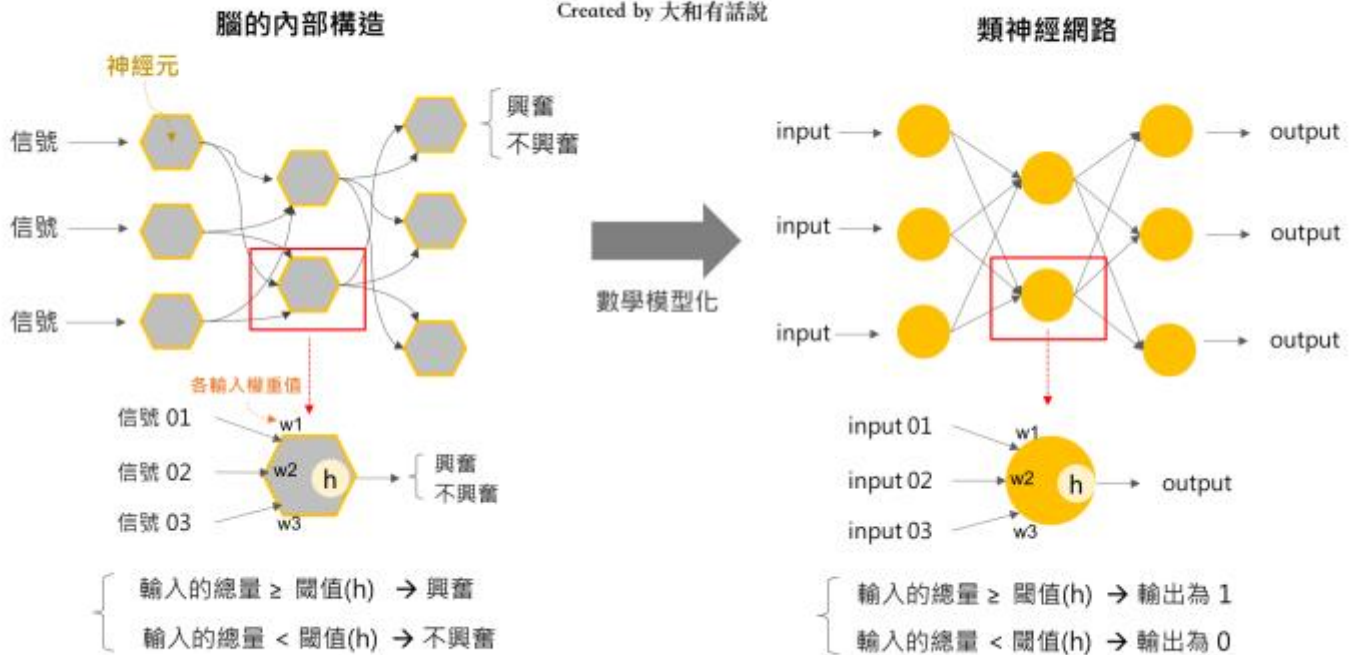 Created by 大和有話說
腦的內部構造
類神經網路
神經元
信號
信號
信號
興奮
不興奮
數學模型化
input
input
input
output
output
output
各輸入權重值
信號 01
信號 02
信號 03
w1
w2
w3
h
興奮
不興奮
input 01
input 02
input 03
w1
w2
w3
h
output
輸入的總量 ≥ 閾值(h) → 興奮
輸入的總量 < 閾值(h) → 不興奮
輸入的總量 ≥ 閾值(h) → 輸出為 1
輸入的總量 < 閾值(h) → 輸出為 0